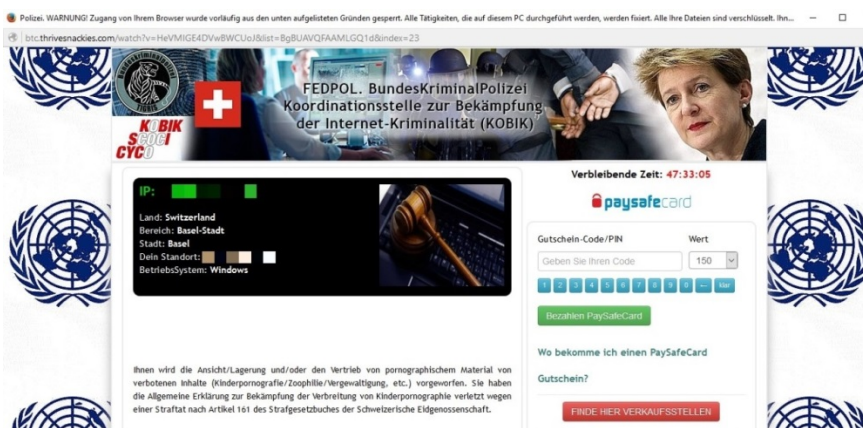 Polizei. WARNUNG! Zugang von Ihrem Browser wurde vorläufig aus den unten aufgelisteten Gründen gesperrt. Alle Tätigkeiten, die auf diesem PC durchgeführt werden, werden fixiert. Alle Ihre Dateien sind verschlüsselt. Ihn...
btc.thrivesnackies.com/watch?v=HeVMIGE4DVwBWCUoJ&list=BgBUAVQFAAMLGQ1d&index=23
FEDPOL. BundesKriminalPolizei
Koordinationsstelle zur Bekämpfung
der Internet-Kriminalität (KOBIK)
TIGRIS
KOBIK
SCOCI
CYCO
IP:
Land: Switzerland
Bereich: Basel-Stadt
Stadt: Basel
Dein Standort:
BetriebsSystem: Windows
Ihnen wird die Ansicht/Lagerung und/oder den Vertrieb von pornographischem Material von
verbotenen Inhalte (Kinderpornografie/Zoophilie/Vergewaltigung, etc.) vorgeworfen. Sie haben
die Allgemeine Erklärung zur Bekämpfung der Verbreitung von Kinderpornographie verletzt wegen
einer Straftat nach Artikel 161 des Strafgesetzbuches der Schweizerische Eidgenossenschaft.
Verbleibende Zeit: 47:33:05
paysafecard
Gutschein-Code/PIN Wert
Geben Sie Ihren Code 150
1 2 3 4 5 6 7 8 9 0 ← klar
Bezahlen PaySafeCard
Wo bekomme ich einen PaySafeCard
Gutschein?
FINDE HIER VERKAUFSSTELLEN